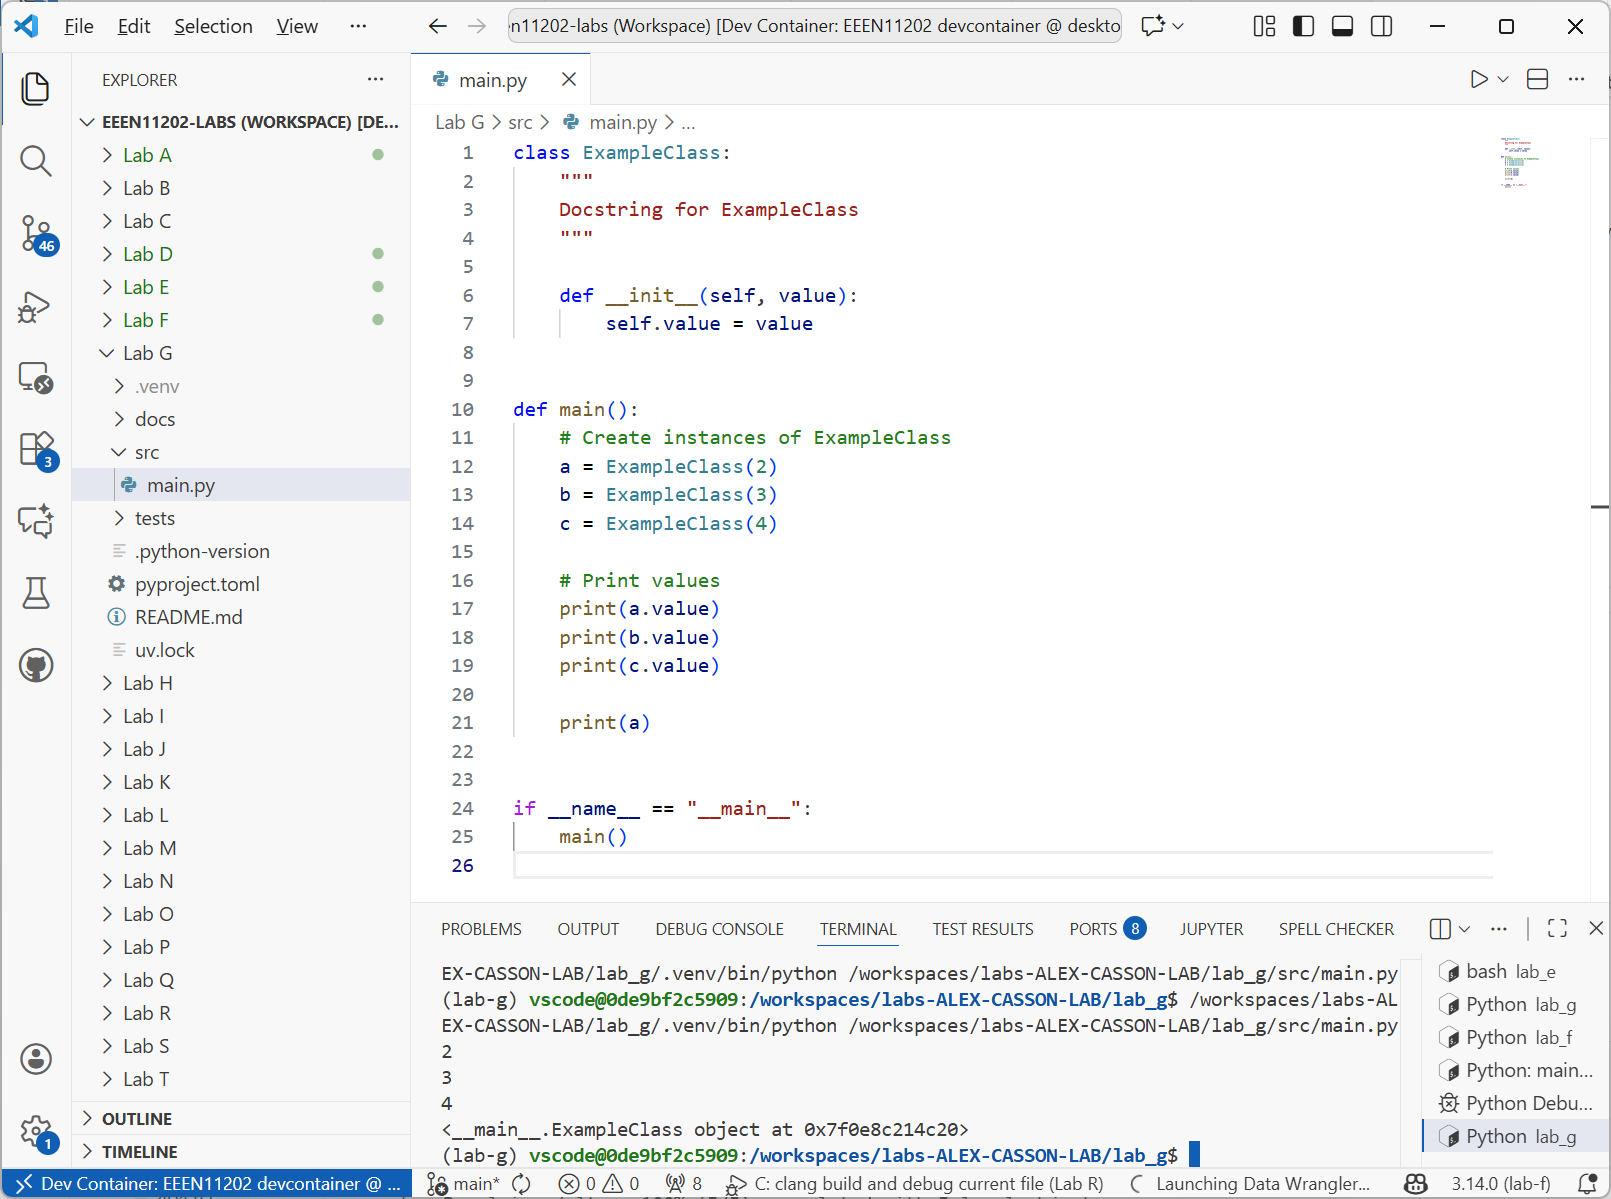 File Edit Selection View ···
n11202-labs (Workspace) [Dev Container: EEEN11202 devcontainer @ deskto
EXPLORER
EEEN11202-LABS (WORKSPACE) [DE...
Lab A
Lab B
Lab C
Lab D
Lab E
Lab F
Lab G
.venv
docs
src
main.py
tests
.python-version
pyproject.toml
README.md
uv.lock
Lab H
Lab I
Lab J
Lab K
Lab L
Lab M
Lab N
Lab O
Lab P
Lab Q
Lab R
Lab S
Lab T
OUTLINE
TIMELINE
46
3
1
main.py
Lab G > src > main.py > ...
1 class ExampleClass:
2 """
3 Docstring for ExampleClass
4 """
5
6 def __init__(self, value):
7 self.value = value
8
9
10 def main():
11 # Create instances of ExampleClass
12 a = ExampleClass(2)
13 b = ExampleClass(3)
14 c = ExampleClass(4)
15
16 # Print values
17 print(a.value)
18 print(b.value)
19 print(c.value)
20
21 print(a)
22
23
24 if __name__ == "__main__":
25 main()
26
PROBLEMS OUTPUT DEBUG CONSOLE TERMINAL TEST RESULTS PORTS 8 JUPYTER SPELL CHECKER
EX-CASSON-LAB/lab_g/.venv/bin/python /workspaces/labs-ALEX-CASSON-LAB/lab_g/src/main.py
(lab-g) vscode@0de9bf2c5909:/workspaces/labs-ALEX-CASSON-LAB/lab_g$ /workspaces/labs-AL
EX-CASSON-LAB/lab_g/.venv/bin/python /workspaces/labs-ALEX-CASSON-LAB/lab_g/src/main.py
2
3
4
<__main__.ExampleClass object at 0x7f0e8c214c20>
(lab-g) vscode@0de9bf2c5909:/workspaces/labs-ALEX-CASSON-LAB/lab_g$
bash lab_e
Python lab_g
Python lab_f
Python: main...
Python Debu...
Python lab_g
Dev Container: EEEN11202 devcontainer @ ... main* 0 0 8 C: clang build and debug current file (Lab R) Launching Data Wrangler... 3.14.0 (lab-f)